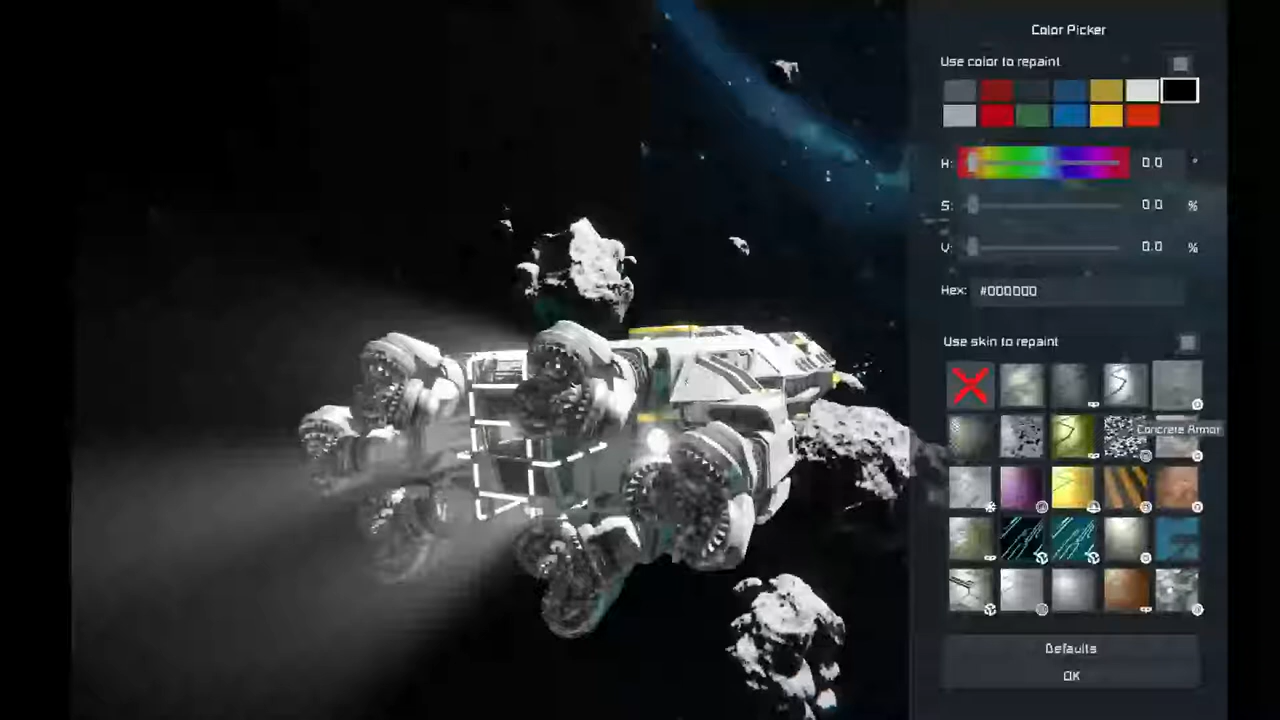 Color Picker
Use color to repaint
H: 0.0 °
S: 0.0 %
V: 0.0 %
Hex: #000000
Use skin to repaint
Concrete Armor
Defaults
OK